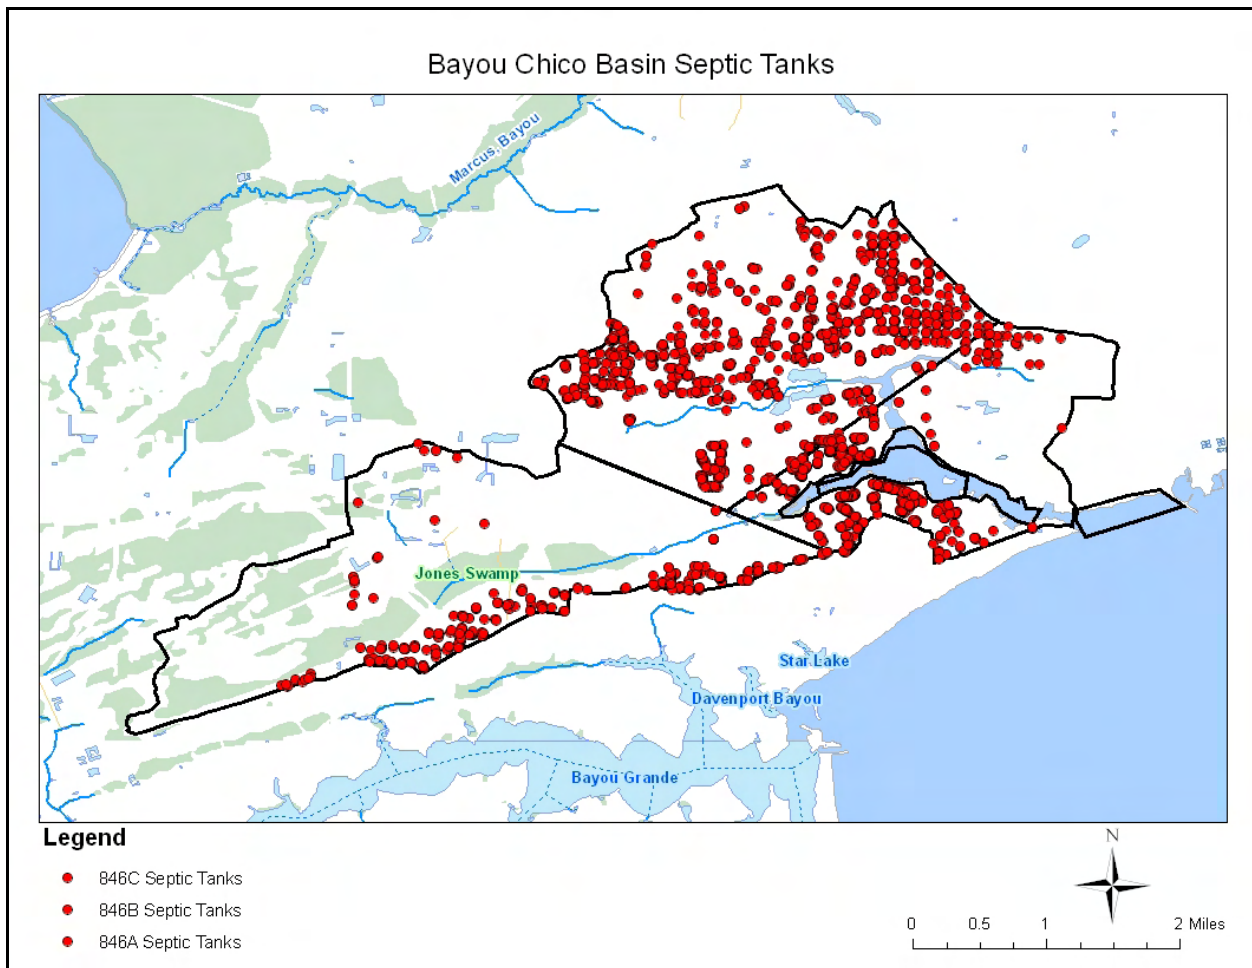 Bayou Chico Basin Septic Tanks
Marcus, Bayou
Jones Swamp
Star Lake
Davenport Bayou
Bayou Grande
Legend
846C Septic Tanks
846B Septic Tanks
846A Septic Tanks
N
0 0.5 1 2 Miles